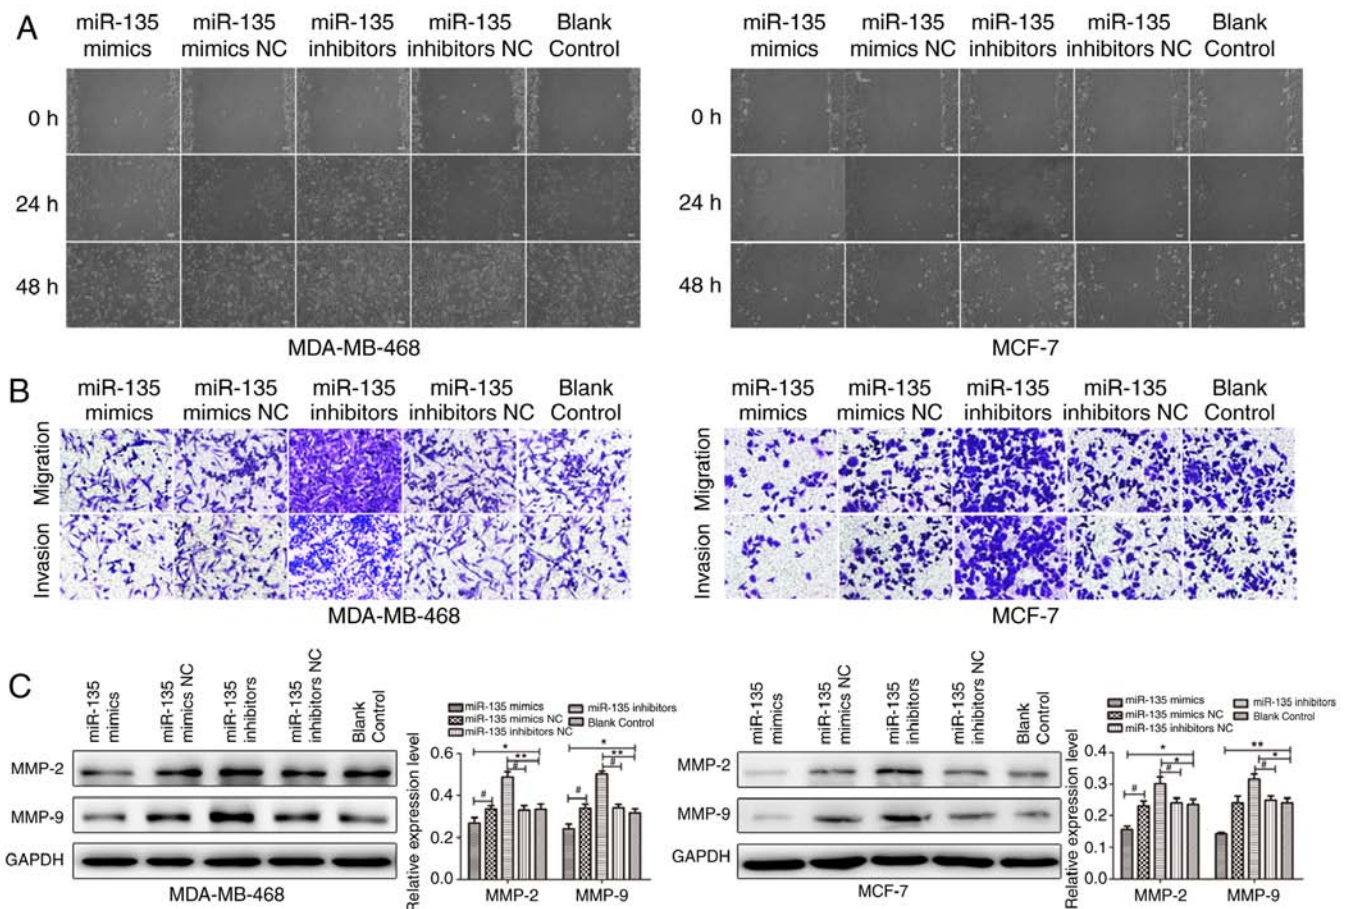 A
miR-135 mimics
miR-135 mimics NC
miR-135 inhibitors
miR-135 inhibitors NC
Blank Control
miR-135 mimics
miR-135 mimics NC
miR-135 inhibitors
miR-135 inhibitors NC
Blank Control
0 h
24 h
48 h
MDA-MB-468
0 h
24 h
48 h
MCF-7
B
miR-135 mimics
miR-135 mimics NC
miR-135 inhibitors
miR-135 inhibitors NC
Blank Control
miR-135 mimics
miR-135 mimics NC
miR-135 inhibitors
miR-135 inhibitors NC
Blank Control
Migration
Invasion
MDA-MB-468
Migration
Invasion
MCF-7
C
miR-135 mimics
miR-135 mimics NC
miR-135 inhibitors
miR-135 inhibitors NC
Blank Control
MMP-2
MMP-9
GAPDH
MDA-MB-468
miR-135 mimics
miR-135 mimics NC
miR-135 inhibitors NC
miR-135 inhibitors
Blank Control
Relative expression level
0.6
0.4
0.2
0.0
* ** # #
* ** # #
MMP-2 MMP-9
miR-135 mimics
miR-135 mimics NC
miR-135 inhibitors
miR-135 inhibitors NC
Blank Control
MMP-2
MMP-9
GAPDH
MCF-7
miR-135 mimics
miR-135 mimics NC
miR-135 inhibitors NC
miR-135 inhibitors
Blank Control
Relative expression level
0.4
0.3
0.2
0.1
0.0
* * # #
** * #
MMP-2 MMP-9